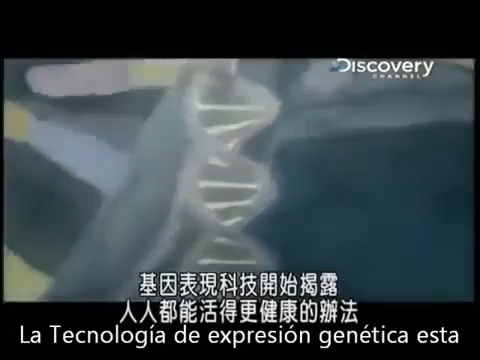 Discovery
CHANNEL
基因表現科技開始揭露
人人都能活得更健康的辦法
La Tecnología de expresión genética esta